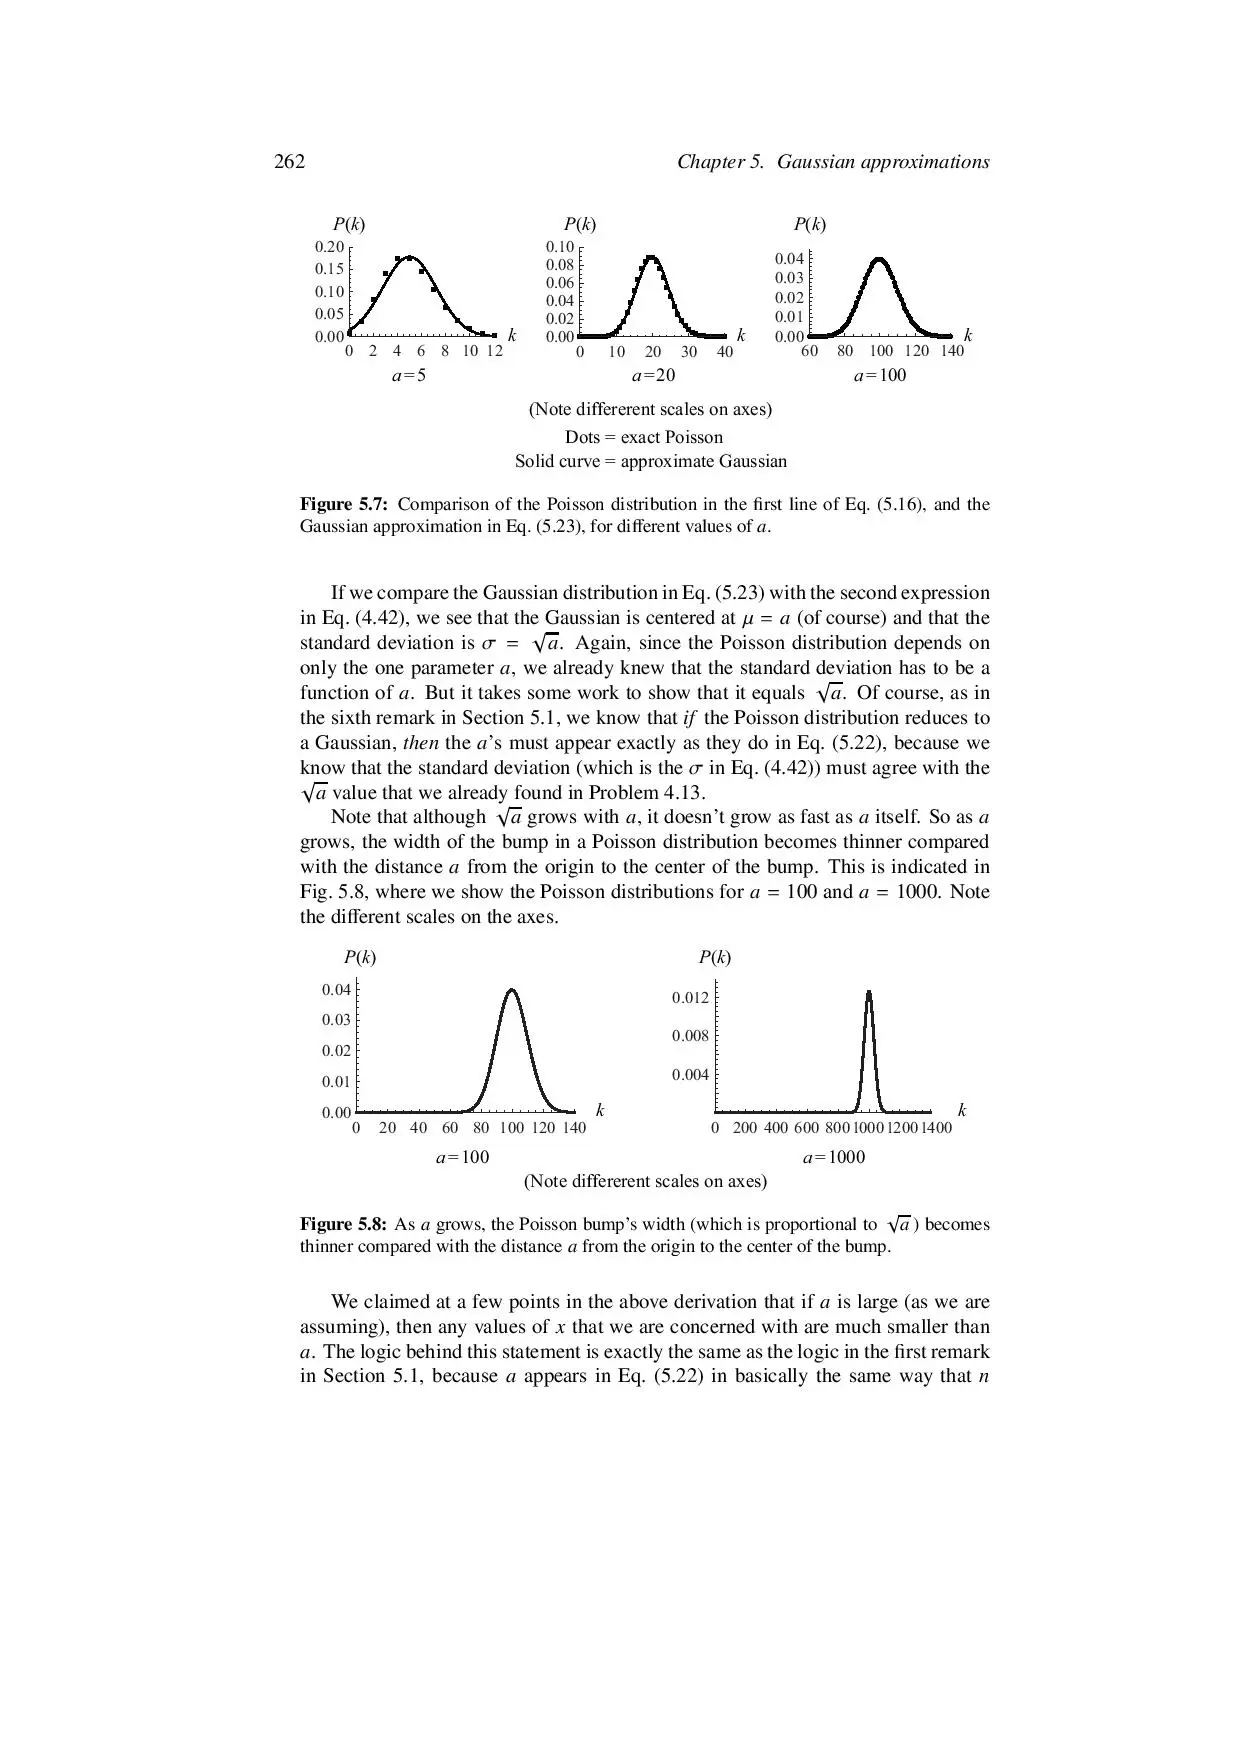 262
Chapter 5. Gaussian approximations
P(k)
P(k)
P(k)
0.20
0.15
0.10
0.05
0.00
0 2 4 6 8 10 12
k
a=5
0.10
0.08
0.06
0.04
0.02
0.00
0 10 20 30 40
k
a=20
0.04
0.03
0.02
0.01
0.00
60 80 100 120 140
k
a=100
(Note differerent scales on axes)
Dots = exact Poisson
Solid curve = approximate Gaussian
Figure 5.7: Comparison of the Poisson distribution in the first line of Eq. (5.16), and the
Gaussian approximation in Eq. (5.23), for different values of a.
If we compare the Gaussian distribution in Eq. (5.23) with the second expression
in Eq. (4.42), we see that the Gaussian is centered at μ = a (of course) and that the
standard deviation is σ = √a. Again, since the Poisson distribution depends on
only the one parameter a, we already knew that the standard deviation has to be a
function of a. But it takes some work to show that it equals √a. Of course, as in
the sixth remark in Section 5.1, we know that if the Poisson distribution reduces to
a Gaussian, then the a’s must appear exactly as they do in Eq. (5.22), because we
know that the standard deviation (which is the σ in Eq. (4.42)) must agree with the
√a value that we already found in Problem 4.13.
Note that although √a grows with a, it doesn’t grow as fast as a itself. So as a
grows, the width of the bump in a Poisson distribution becomes thinner compared
with the distance a from the origin to the center of the bump. This is indicated in
Fig. 5.8, where we show the Poisson distributions for a = 100 and a = 1000. Note
the different scales on the axes.
P(k)
P(k)
0.04
0.03
0.02
0.01
0.00
0 20 40 60 80 100 120 140
k
a=100
0.012
0.008
0.004
0 200 400 600 800 1000 1200 1400
k
a=1000
(Note differerent scales on axes)
Figure 5.8: As a grows, the Poisson bump’s width (which is proportional to √a) becomes
thinner compared with the distance a from the origin to the center of the bump.
We claimed at a few points in the above derivation that if a is large (as we are
assuming), then any values of x that we are concerned with are much smaller than
a. The logic behind this statement is exactly the same as the logic in the first remark
in Section 5.1, because a appears in Eq. (5.22) in basically the same way that n